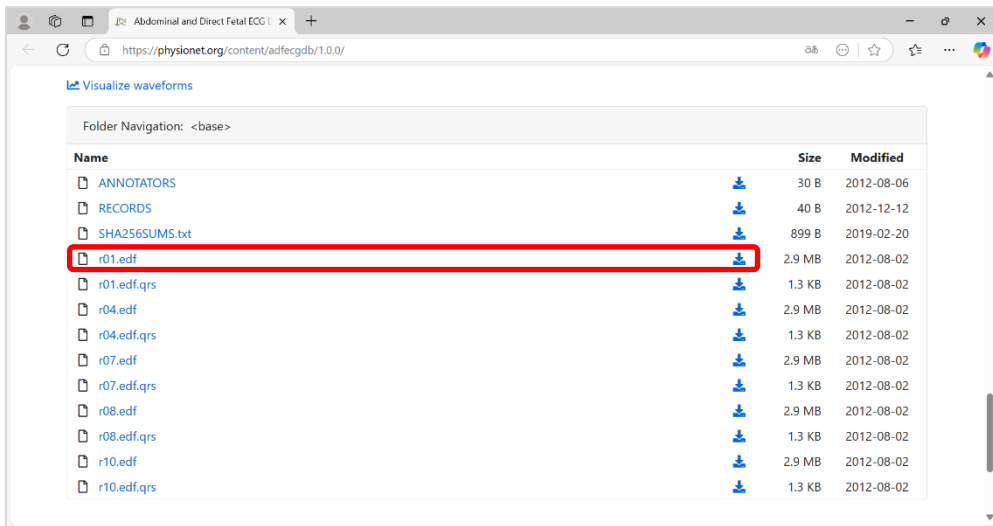 Abdominal and Direct Fetal ECG D
https://physionet.org/content/adfecgdb/1.0.0/
Visualize waveforms
Folder Navigation: <base>
Name Size Modified
ANNOTATORS 30 B 2012-08-06
RECORDS 40 B 2012-12-12
SHA256SUMS.txt 899 B 2019-02-20
r01.edf 2.9 MB 2012-08-02
r01.edf.qrs 1.3 KB 2012-08-02
r04.edf 2.9 MB 2012-08-02
r04.edf.qrs 1.3 KB 2012-08-02
r07.edf 2.9 MB 2012-08-02
r07.edf.qrs 1.3 KB 2012-08-02
r08.edf 2.9 MB 2012-08-02
r08.edf.qrs 1.3 KB 2012-08-02
r10.edf 2.9 MB 2012-08-02
r10.edf.qrs 1.3 KB 2012-08-02